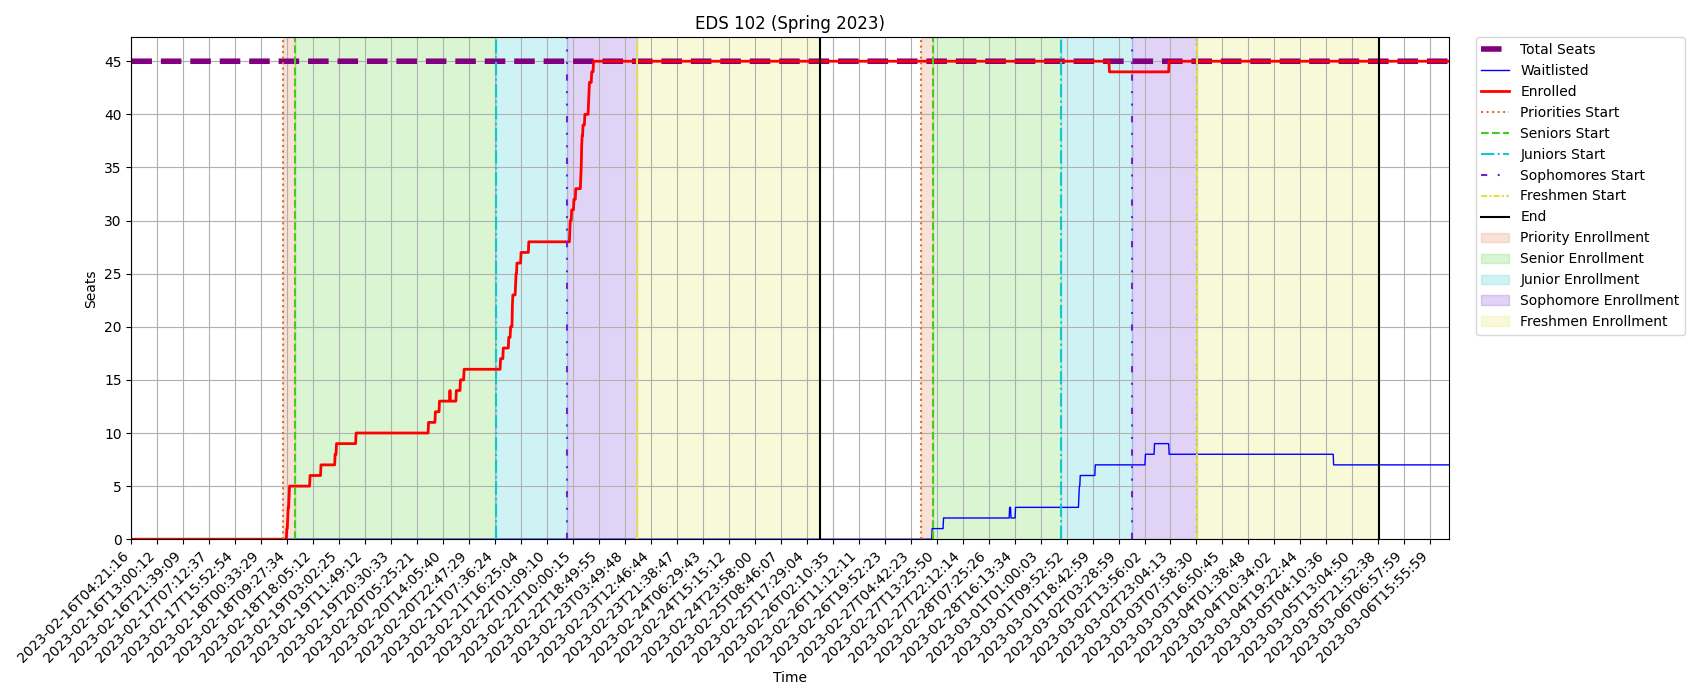 EDS 102 (Spring 2023)
Seats
45
40
35
30
25
20
15
10
5
0
2023-02-16T04:21:16
2023-02-16T13:00:12
2023-02-16T21:39:09
2023-02-17T07:12:37
2023-02-17T15:52:54
2023-02-18T00:33:29
2023-02-18T09:27:34
2023-02-18T18:05:12
2023-02-19T03:02:25
2023-02-19T11:49:12
2023-02-19T20:30:33
2023-02-20T05:25:21
2023-02-20T14:05:40
2023-02-20T22:47:29
2023-02-21T07:36:24
2023-02-21T16:25:04
2023-02-22T01:09:10
2023-02-22T10:00:15
2023-02-22T18:49:55
2023-02-23T03:49:48
2023-02-23T12:46:44
2023-02-23T21:38:47
2023-02-24T06:29:43
2023-02-24T15:15:12
2023-02-24T23:58:00
2023-02-25T08:46:07
2023-02-25T17:29:04
2023-02-26T02:10:35
2023-02-26T11:12:11
2023-02-26T19:52:23
2023-02-27T04:42:23
2023-02-27T13:25:50
2023-02-27T22:12:14
2023-02-28T07:25:26
2023-02-28T16:13:34
2023-03-01T01:00:03
2023-03-01T09:52:52
2023-03-01T18:42:59
2023-03-02T03:28:59
2023-03-02T13:56:02
2023-03-02T23:04:13
2023-03-03T07:58:30
2023-03-03T16:50:45
2023-03-04T01:38:48
2023-03-04T10:34:02
2023-03-04T19:22:44
2023-03-05T04:10:36
2023-03-05T13:04:50
2023-03-05T21:52:38
2023-03-06T06:57:59
2023-03-06T15:55:59
Time
Total Seats
Waitlisted
Enrolled
Priorities Start
Seniors Start
Juniors Start
Sophomores Start
Freshmen Start
End
Priority Enrollment
Senior Enrollment
Junior Enrollment
Sophomore Enrollment
Freshmen Enrollment